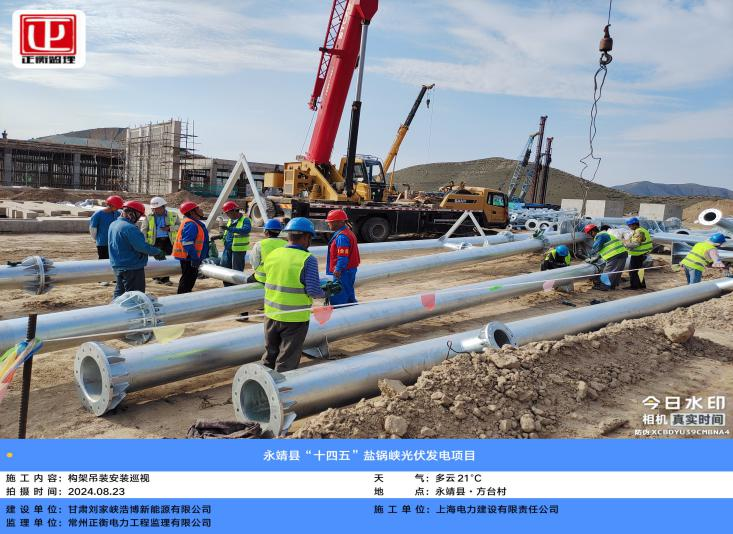 正衡监理
SANY
今日水印
相机 真实时间
防伪 XCBDYU39CMBNA4
永靖县“十四五”盐锅峡光伏发电项目
施工内容：构架吊装安装巡视
天气：多云 21℃
拍摄时间：2024.08.23
地点：永靖县·方台村
建设单位：甘肃刘家峡浩博新能源有限公司
施工单位：上海电力建设有限责任公司
监理单位：常州正衡电力工程监理有限公司